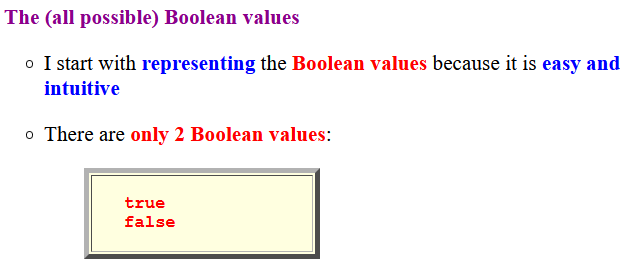 The (all possible) Boolean values
I start with representing the Boolean values because it is easy and
intuitive
There are only 2 Boolean values:
true
false